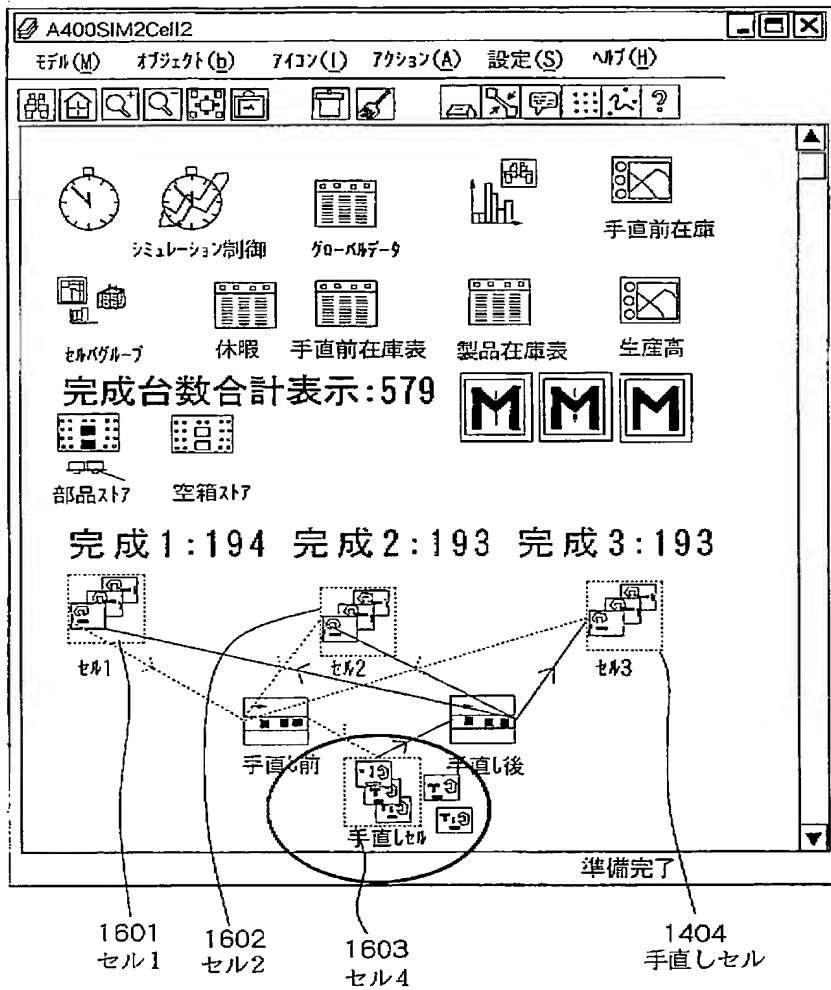 A400SIM2Cell2
モデル(M) オブジェクト(b) アイコン(I) アクション(A) 設定(S) ヘルプ(H)
シミュレーション制御 グローバルデータ 手直前在庫
セルバグループ 休暇 手直前在庫表 製品在庫表 生産高
完成台数合計表示:579
M M M
部品ストア 空箱ストア
完成1:194 完成2:193 完成3:193
セル1 セル2 セル3
手直し前 手直し後
手直しセル
準備完了
1601 1602 1603 1404
セル1 セル2 セル4 手直しセル